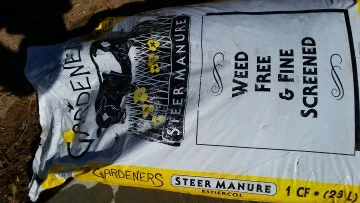 GARDENERS
STEER MANURE
WEED
FREE
& FINE
SCREENED
GARDENERS
STEER MANURE
ESTIERCOL
1 CF • (28 L)